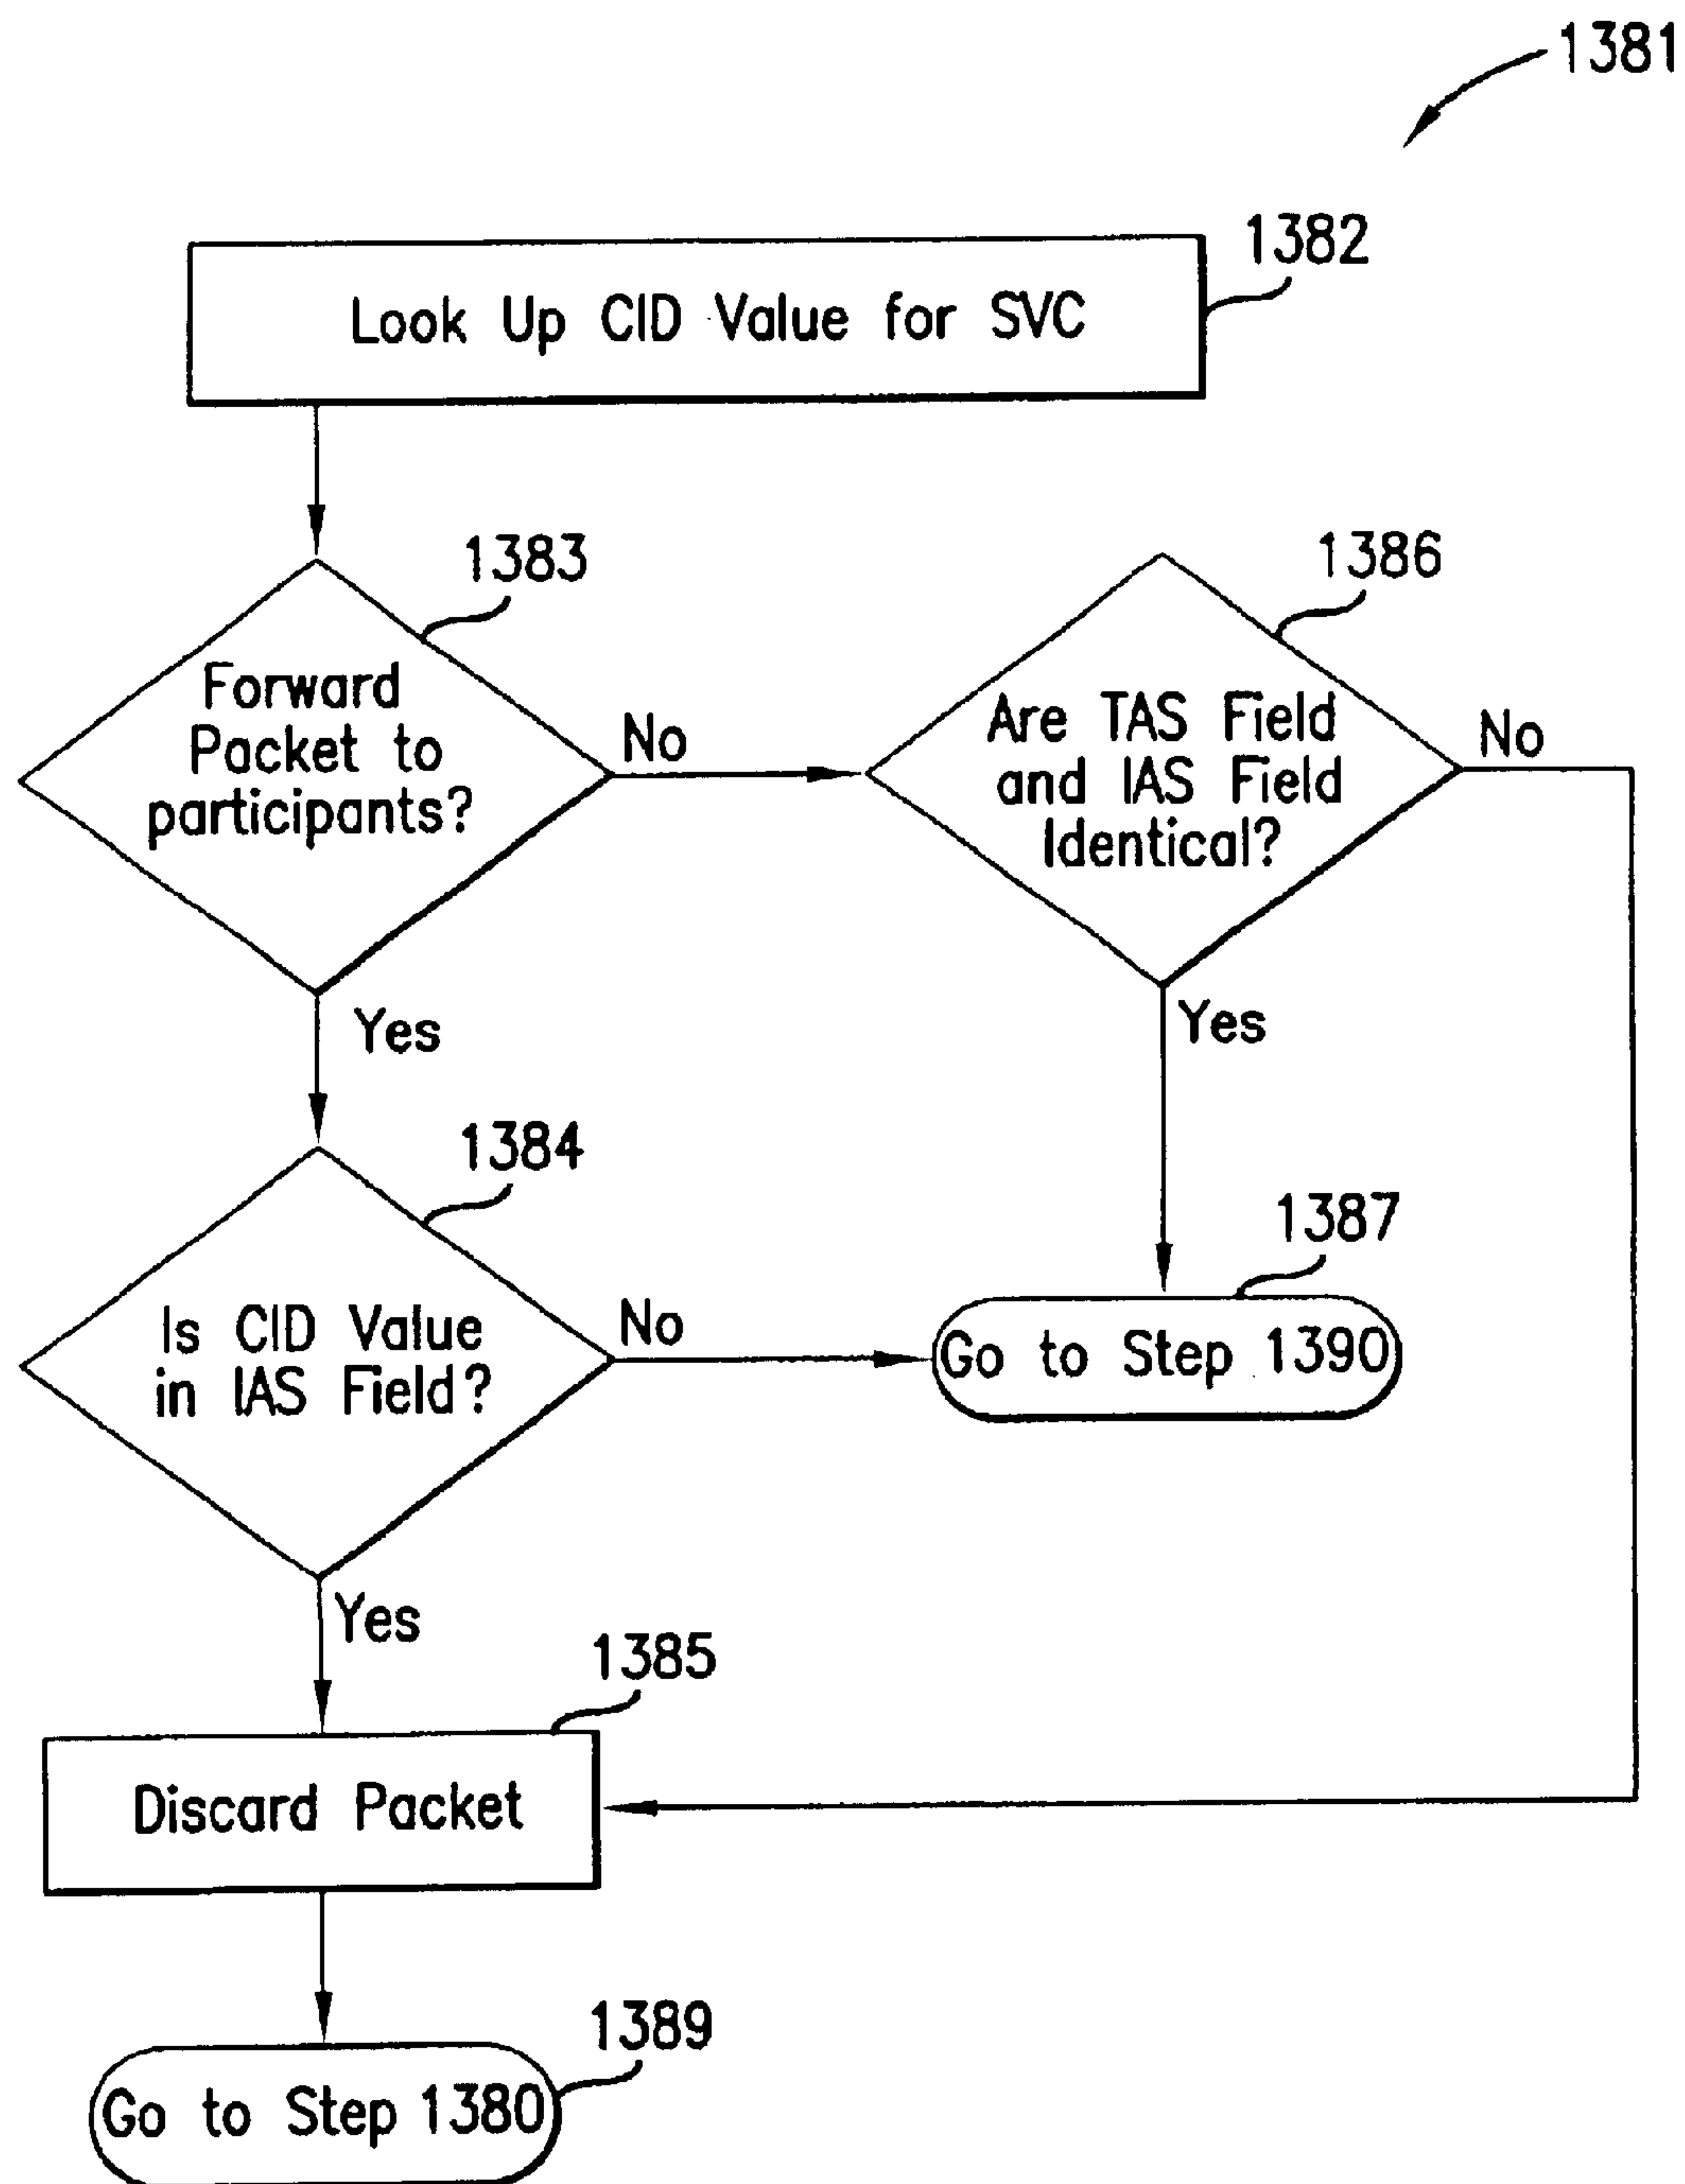 1381
1382
Look Up CID Value for SVC
1383
Forward
Packet to
participants?
No
Yes
1386
Are TAS Field
and IAS Field
Identical?
No
Yes
1384
Is CID Value
in IAS Field?
No
Yes
1387
Go to Step 1390
1385
Discard Packet
1389
Go to Step 1380